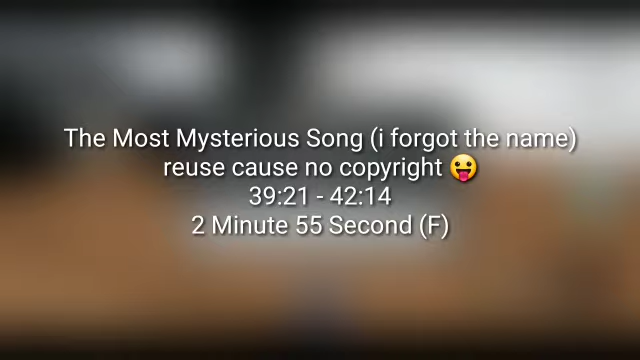 The Most Mysterious Song (i forgot the name)
reuse cause no copyright 😛
39:21 - 42:14
2 Minute 55 Second (F)